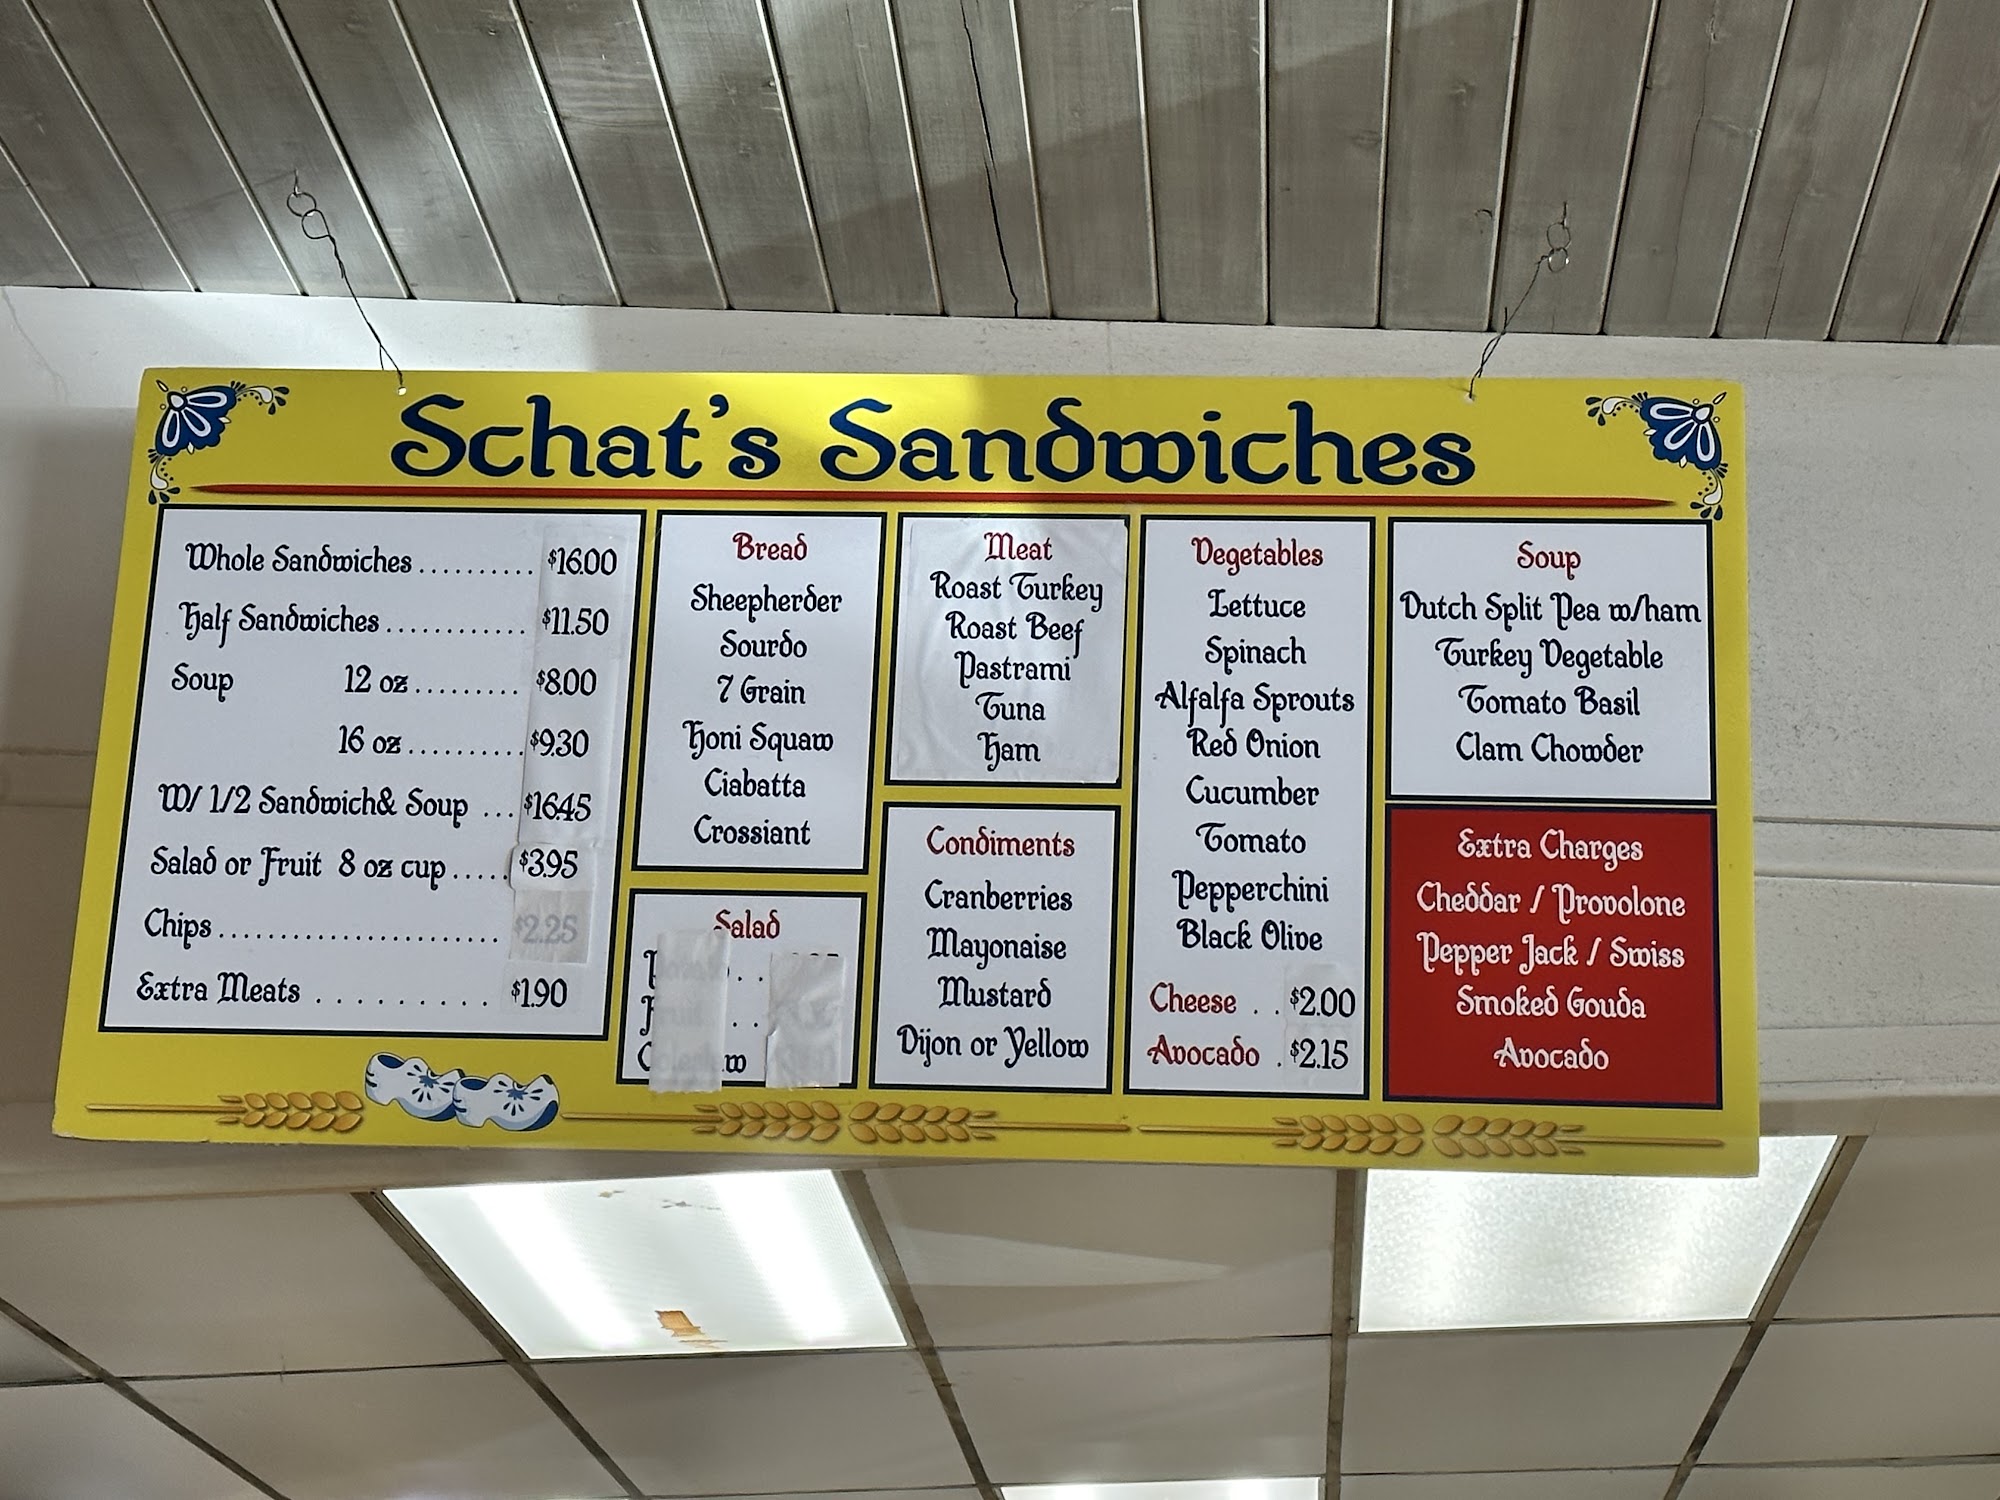 Schat's Sandwiches
Whole Sandwiches.......... $16.00
Half Sandwiches............ $11.50
Soup 12 oz......... $8.00
16 oz.......... $9.30
W/ 1/2 Sandwich& Soup ... $16.45
Salad or Fruit 8 oz cup..... $3.95
Chips...................... $2.25
Extra Meats . . . . . . . . . . $1.90
Bread
Sheepherder
Sourdo
7 Grain
Honi Squaw
Ciabatta
Crossiant
Salad
Meat
Roast Turkey
Roast Beef
Pastrami
Tuna
Ham
Condiments
Cranberries
Mayonaise
Mustard
Dijon or Yellow
Vegetables
Lettuce
Spinach
Alfalfa Sprouts
Red Onion
Cucumber
Tomato
Pepperchini
Black Olive
Cheese . . $2.00
Avocado . $2.15
Soup
Dutch Split Pea w/ham
Turkey Vegetable
Tomato Basil
Clam Chowder
Extra Charges
Cheddar / Provolone
Pepper Jack / Swiss
Smoked Gouda
Avocado